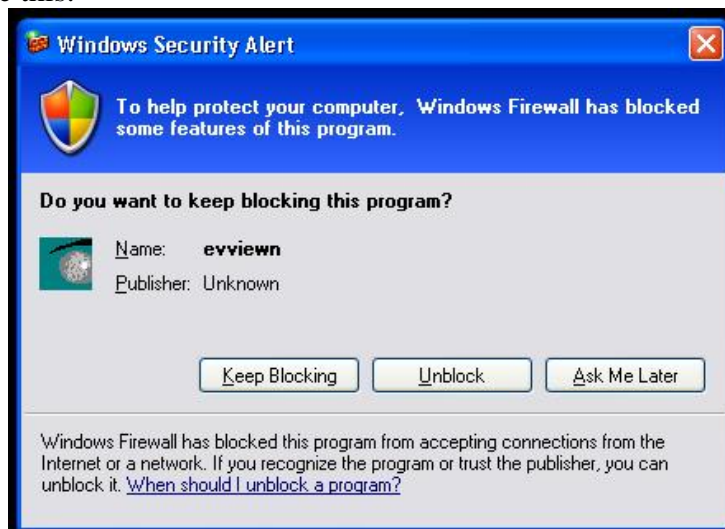 this.
Windows Security Alert
To help protect your computer, Windows Firewall has blocked
some features of this program.
Do you want to keep blocking this program?
Name: evviewn
Publisher: Unknown
Keep Blocking Unblock Ask Me Later
Windows Firewall has blocked this program from accepting connections from the
Internet or a network. If you recognize the program or trust the publisher, you can
unblock it. When should I unblock a program?